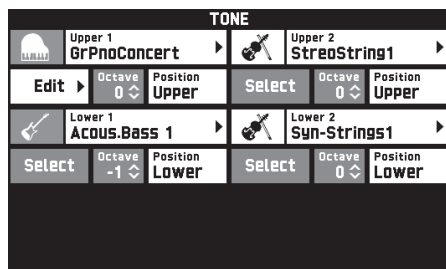 TONE
Upper 1
GrPnoConcert
Upper 2
StreoString1
Edit
Octave
0
Position
Upper
Select
Octave
0
Position
Upper
Lower 1
Acous.Bass 1
Lower 2
Syn-Strings1
Select
Octave
-1
Position
Lower
Select
Octave
0
Position
Lower